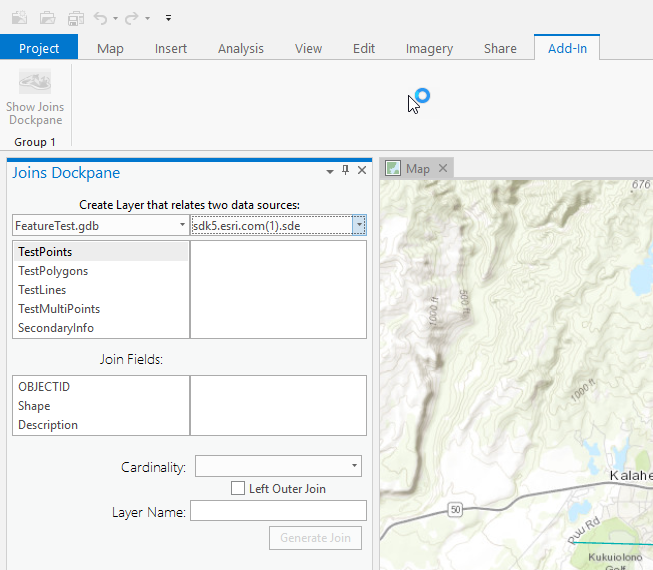 Project Map Insert Analysis View Edit Imagery Share Add-In
Show Joins
Dockpane
Group 1
Joins Dockpane
Map
Create Layer that relates two data sources:
FeatureTest.gdb sdk5.esri.com(1).sde
TestPoints
TestPolygons
TestLines
TestMultiPoints
SecondaryInfo
Join Fields:
OBJECTID
Shape
Description
Cardinality:
Left Outer Join
Layer Name:
Generate Join
676
1000 ft
500 ft
1000 ft
Kalahe
50
Puu Rd
Kukuiolono
Golf